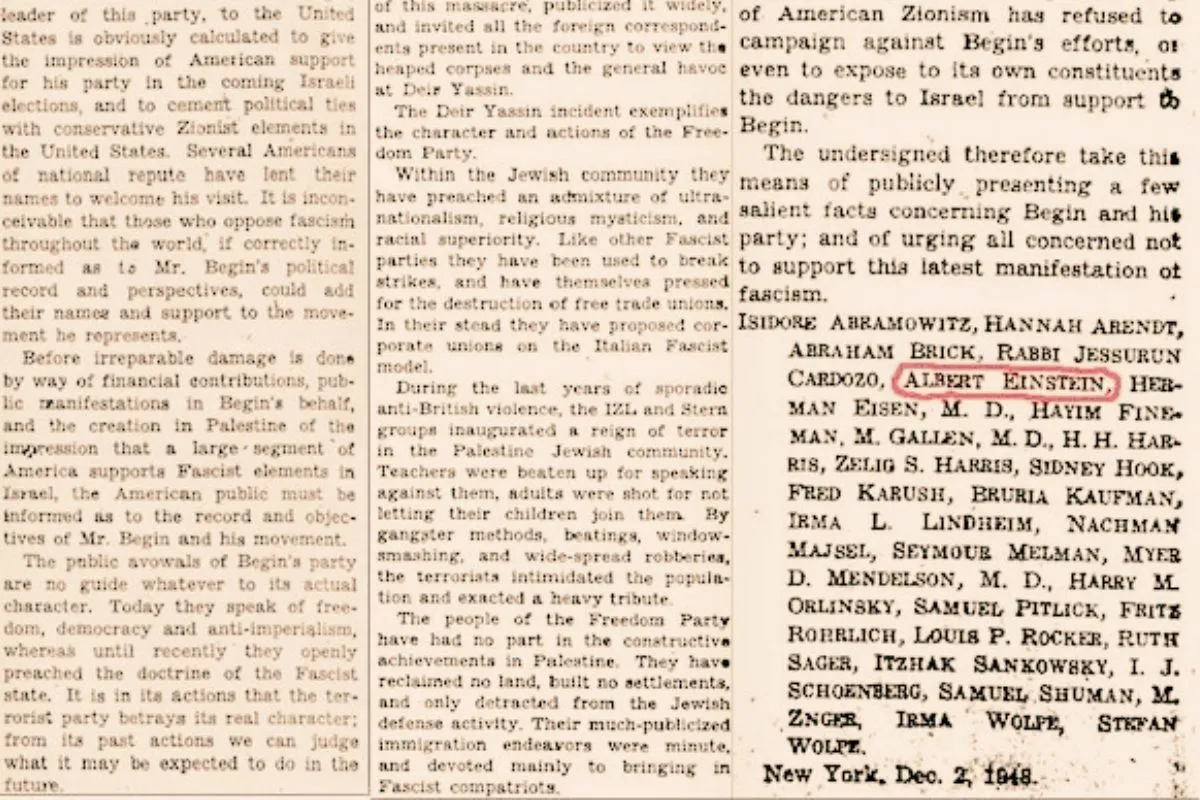 leader of this party, to the United
States is obviously calculated to give
the impression of American support
for his party in the coming Israeli
elections, and to cement political ties
with conservative Zionist elements in
the United States. Several Americans
of national repute have lent their
names to welcome his visit. It is incon-
ceivable that those who oppose fascism
throughout the world, if correctly in-
formed as to Mr. Begin's political
record and perspectives, could add
their names and support to the move-
ment he represents.
Before irreparable damage is done
by way of financial contributions, pub-
lic manifestations in Begin's behalf,
and the creation in Palestine of the
impression that a large segment of
America supports Fascist elements in
Israel, the American public must be
informed as to the record and objec-
tives of Mr. Begin and his movement.
The public avowals of Begin's party
are no guide whatever to its actual
character. Today they speak of free-
dom, democracy and anti-imperialism,
whereas until recently they openly
preached the doctrine of the Fascist
state. It is in its actions that the ter-
rorist party betrays its real character;
from its past actions we can judge
what it may be expected to do in the
future.
of this massacre, publicized it widely,
and invited all the foreign correspond-
ents present in the country to view the
heaped corpses and the general havoc
at Deir Yassin.
The Deir Yassin incident exemplifies
the character and actions of the Free-
dom Party.
Within the Jewish community they
have preached an admixture of ultra-
nationalism, religious mysticism, and
racial superiority. Like other Fascist
parties they have been used to break
strikes, and have themselves pressed
for the destruction of free trade unions.
In their stead they have proposed cor-
porate unions on the Italian Fascist
model.
During the last years of sporadic
anti-British violence, the IZL and Stern
groups inaugurated a reign of terror
in the Palestine Jewish community.
Teachers were beaten up for speaking
against them, adults were shot for not
letting their children join them. By
gangster methods, beatings, window-
smashing, and wide-spread robberies,
the terrorists intimidated the popula-
tion and exacted a heavy tribute.
The people of the Freedom Party
have had no part in the constructive
achievements in Palestine. They have
reclaimed no land, built no settlements,
and only detracted from the Jewish
defense activity. Their much-publicized
immigration endeavors were minute,
and devoted mainly to bringing in
Fascist compatriots.
of American Zionism has refused to
campaign against Begin's efforts, or
even to expose to its own constituents
the dangers to Israel from support to
Begin.
The undersigned therefore take this
means of publicly presenting a few
salient facts concerning Begin and his
party; and of urging all concerned not
to support this latest manifestation of
fascism.
ISIDORE ABRAMOWITZ, HANNAH ARENDT,
ABRAHAM BRICK, RABBI JESSURUN
CARDOZO, ALBERT EINSTEIN, HER-
MAN EISEN, M. D., HAYIM FINE-
MAN, M. GALLEN, M. D., H. H. HAR-
RIS, ZELIG S. HARRIS, SIDNEY HOOK,
FRED KARUSH, BRURIA KAUFMAN,
IRMA L. LINDHEIM, NACHMAN
MAJSEL, SEYMOUR MELMAN, MYER
D. MENDELSON, M. D., HARRY M.
ORLINSKY, SAMUEL PITLICK, FRITZ
ROHRLICH, LOUIS P. ROCKER, RUTH
SAGER, ITZHAK SANKOWSKY, I. J.
SCHOENBERG, SAMUEL SHUMAN, M.
ZNGER, IRMA WOLPE, STEFAN
WOLPE.
New York, Dec. 2, 1948.